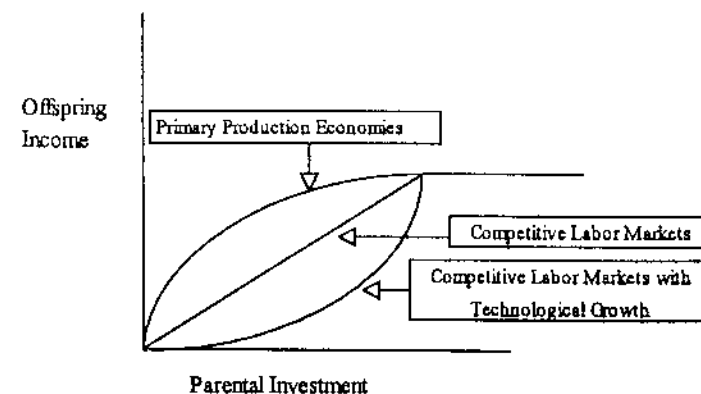 Offspring
Income
Primary Production Economies
Competitive Labor Markets
Competitive Labor Markets with
Technological Growth
Parental Investment